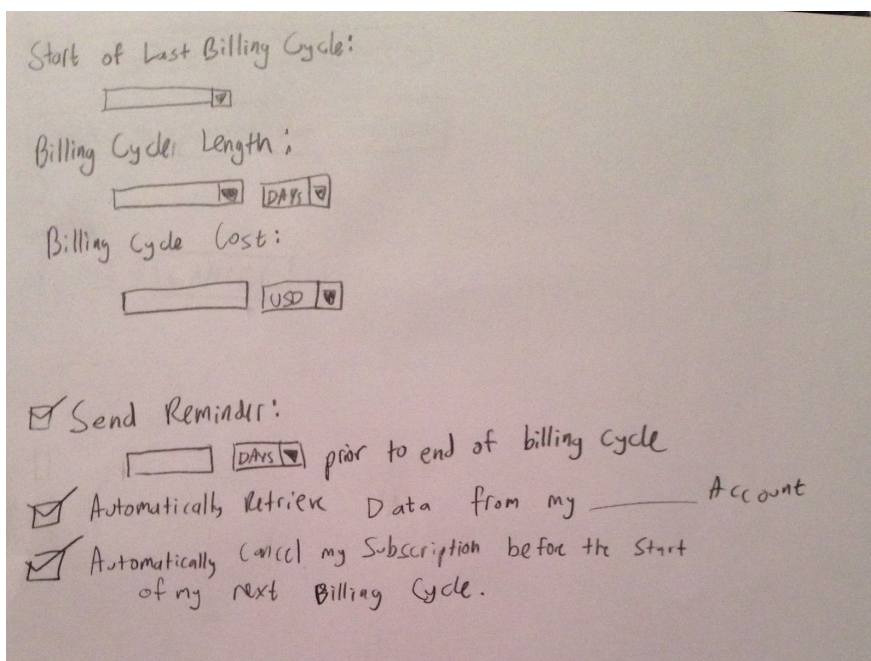 Start of Last Billing Cycle:
Billing Cycle Length:
DAYS
Billing Cycle Cost:
USD
Send Reminder:
DAYS prior to end of billing cycle
Automatically Retrieve Data from my ______ Account
Automatically Cancel my Subscription before the Start
of my next Billing Cycle.